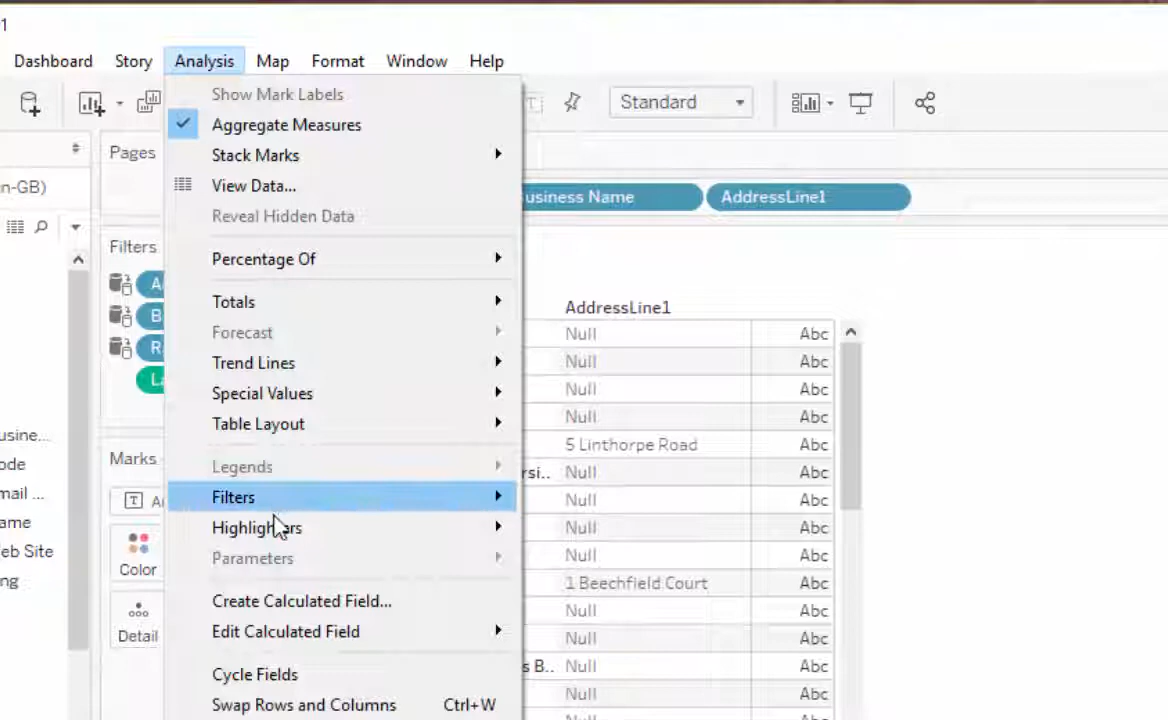 1
Dashboard Story Analysis Map Format Window Help
Show Mark Labels
Standard
Aggregate Measures
Pages
Stack Marks
n-GB)
View Data...
usiness Name
AddressLine1
Reveal Hidden Data
Filters
Percentage Of
A
Totals
AddressLine1
B
Forecast
Null Abc
R
Trend Lines
Null Abc
La
Special Values
Null Abc
Table Layout
Null Abc
usine...
5 Linthorpe Road Abc
ode
Marks
Legends
rsi.. Null Abc
mail ...
T A
Filters
Null Abc
ame
Highlighters
Null Abc
eb Site
Parameters
Null Abc
Color
ng
1 Beechfield Court Abc
Create Calculated Field...
Null Abc
Detail
Edit Calculated Field
Null Abc
Cycle Fields
s B.. Null Abc
Swap Rows and Columns Ctrl+W
Null Abc